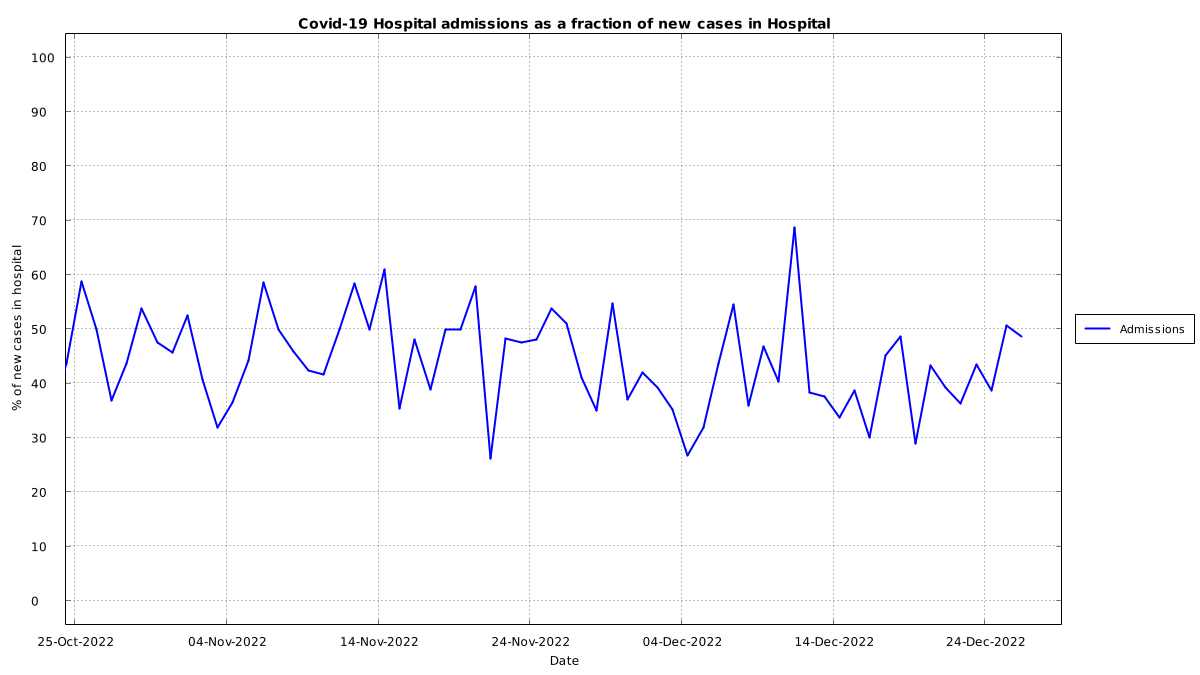 Covid-19 Hospital admissions as a fraction of new cases in Hospital
100
90
80
70
60
50
40
30
20
10
0
% of new cases in hospital
Admissions
25-Oct-2022 04-Nov-2022 14-Nov-2022 24-Nov-2022 04-Dec-2022 14-Dec-2022 24-Dec-2022
Date